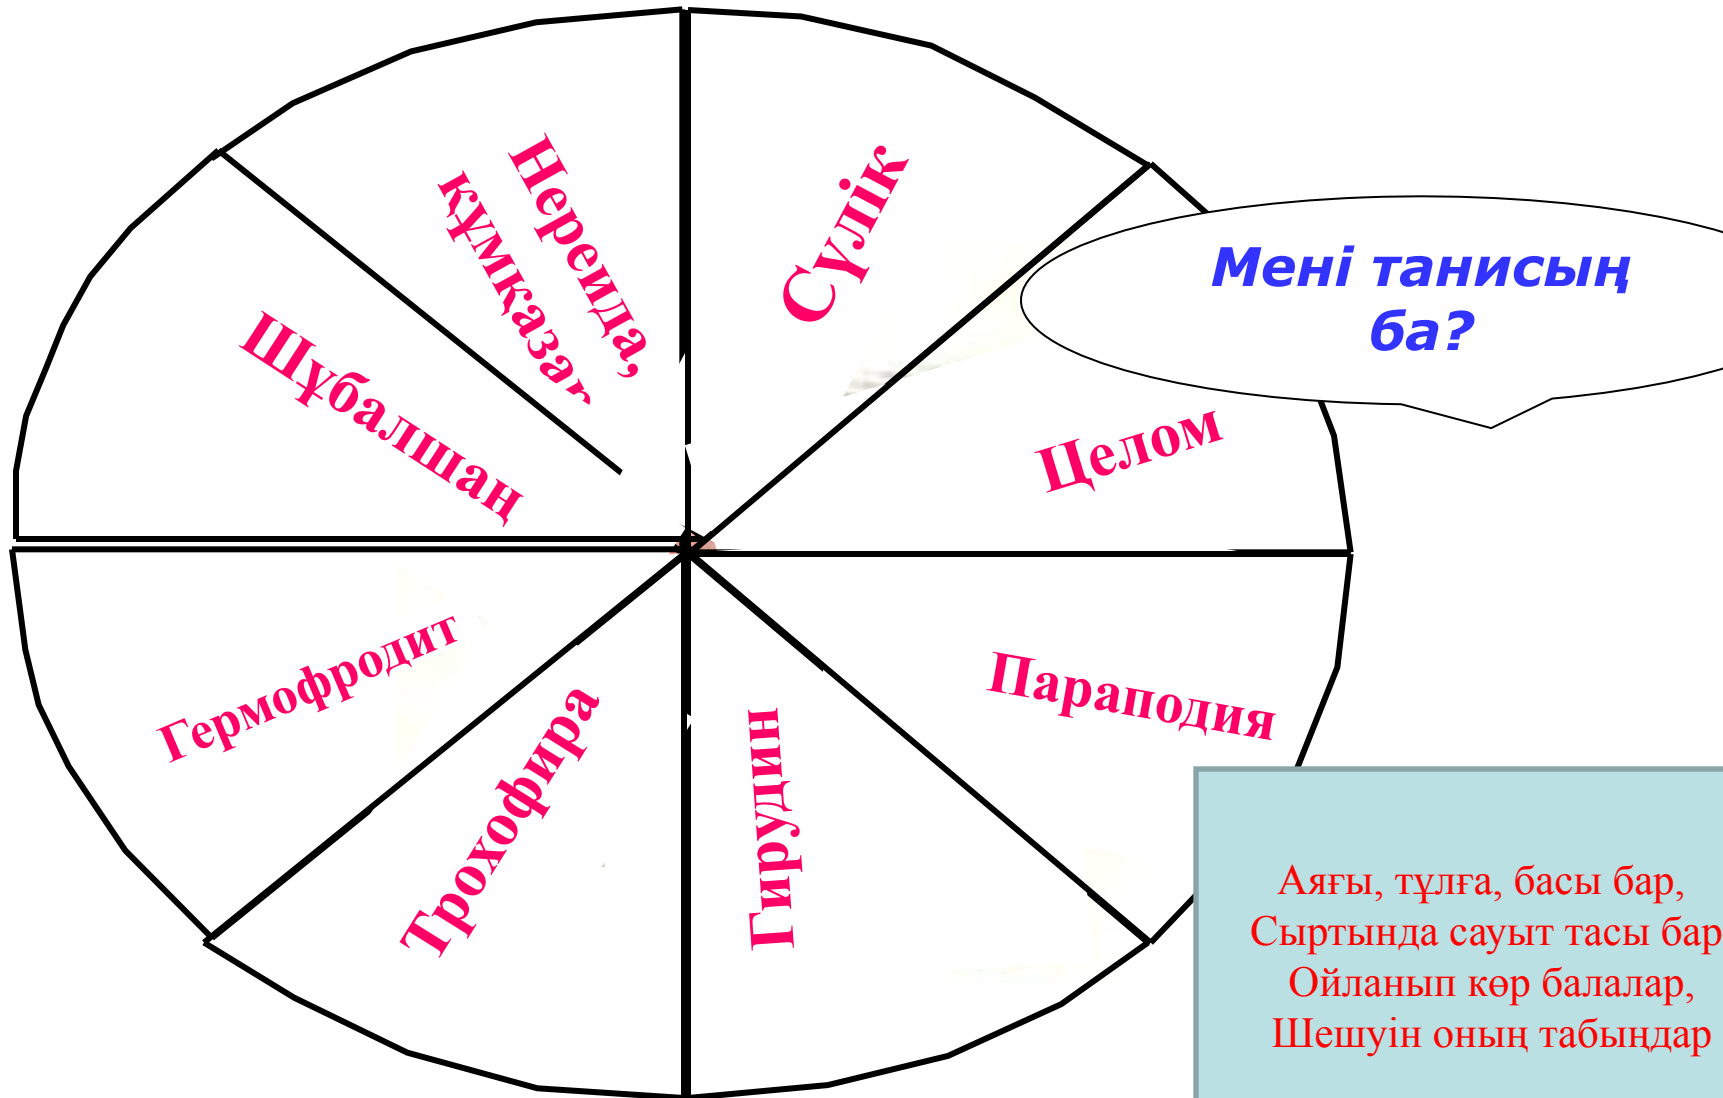 Нереида,
құмқазар
Сүлік
Мені танисың
ба?
Шұбалшаң
Целом
Гермофродит
Трохофира
Гирудин
Параподия
Аяғы, тұлға, басы бар,
Сыртында сауыт тасы бар
Ойланып көр балалар,
Шешуін оның табыңдар